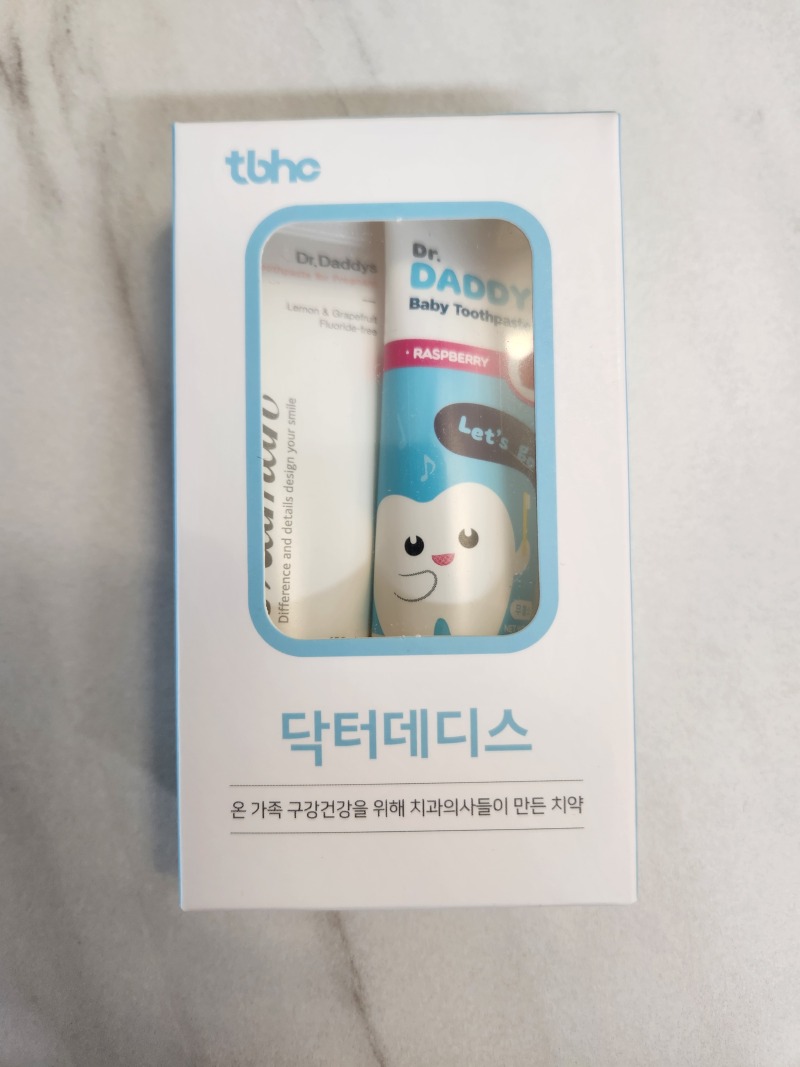 tbhc
Dr.Daddys
Lemon & Grapefruit
Fluoride-free
Difference and details design your smile
Dr.
DADDY
Baby Toothpaste
RASPBERRY
Let's go
닥터데디스
온 가족 구강건강을 위해 치과의사들이 만든 치약